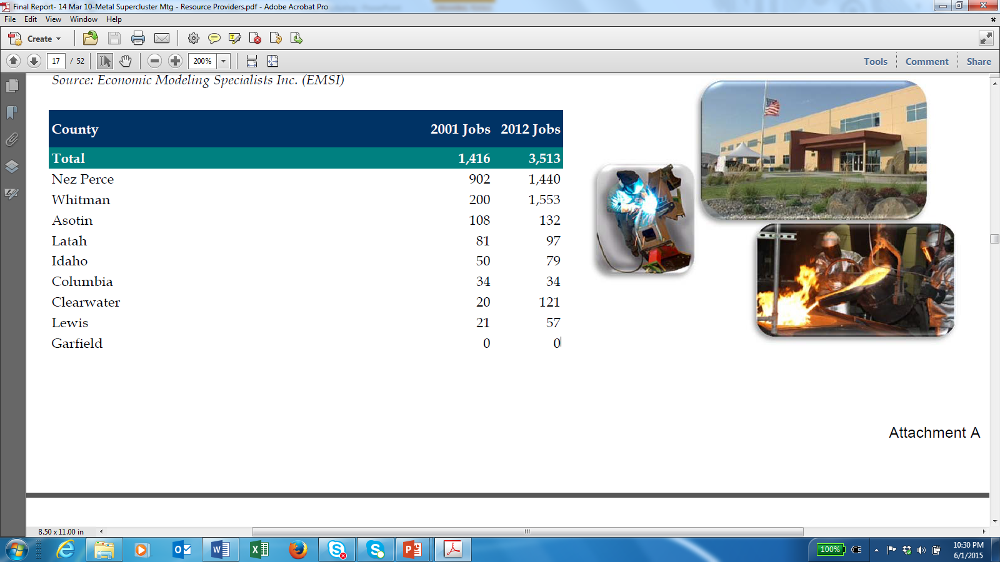 Final Report- 14 Mar 10-Metal Supercluster Mtg - Resource Providers.pdf - Adobe Acrobat Pro
File Edit View Window Help
Create
17 / 52 200% Tools Comment Share
Source: Economic Modeling Specialists Inc. (EMSI)
County 2001 Jobs 2012 Jobs
Total 1,416 3,513
Nez Perce 902 1,440
Whitman 200 1,553
Asotin 108 132
Latah 81 97
Idaho 50 79
Columbia 34 34
Clearwater 20 121
Lewis 21 57
Garfield 0 0
Attachment A
8.50 x 11.00 in
100% 10:30 PM
6/1/2015